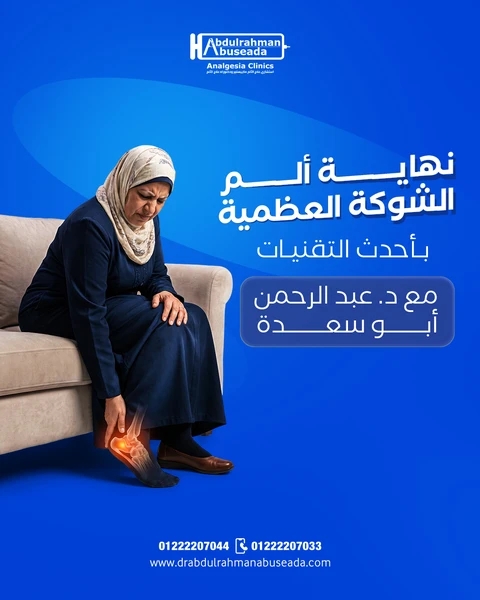 Abdulrahman
Abuseada
Analgesia Clinics
نهاية ألم
الشوكة العظمية
بأحدث التقنيات
مع د. عبد الرحمن
أبو سعدة
01222207044 01222207033
www.drabdulrahmanabuseada.com